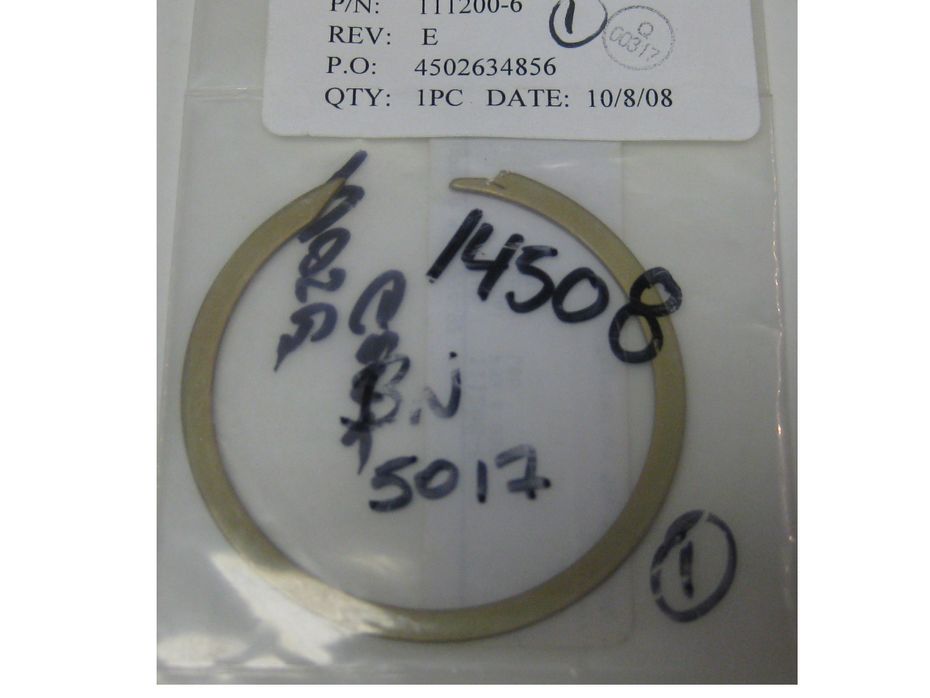 P/N: 111200-6 1
REV: E
Q
00317
P.O: 4502634856
QTY: 1PC DATE: 10/8/08
14508
5017
1